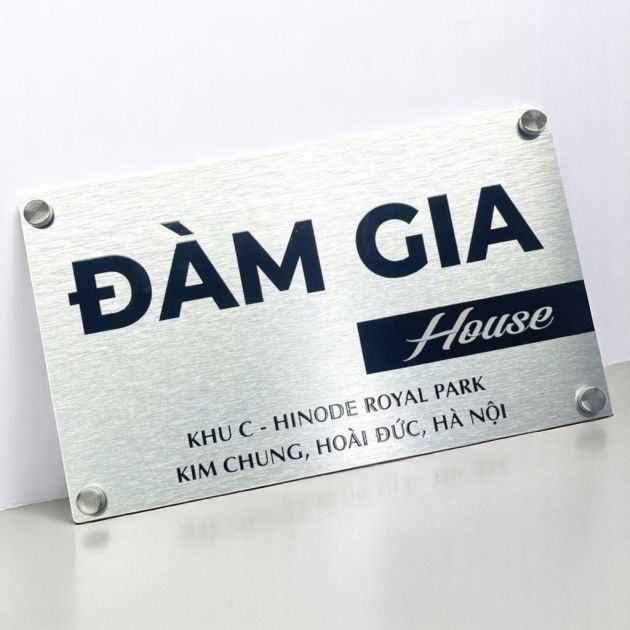 ĐÀM GIA
House
KHU C - HINODE ROYAL PARK
KIM CHUNG, HOÀI ĐỨC, HÀ NỘI